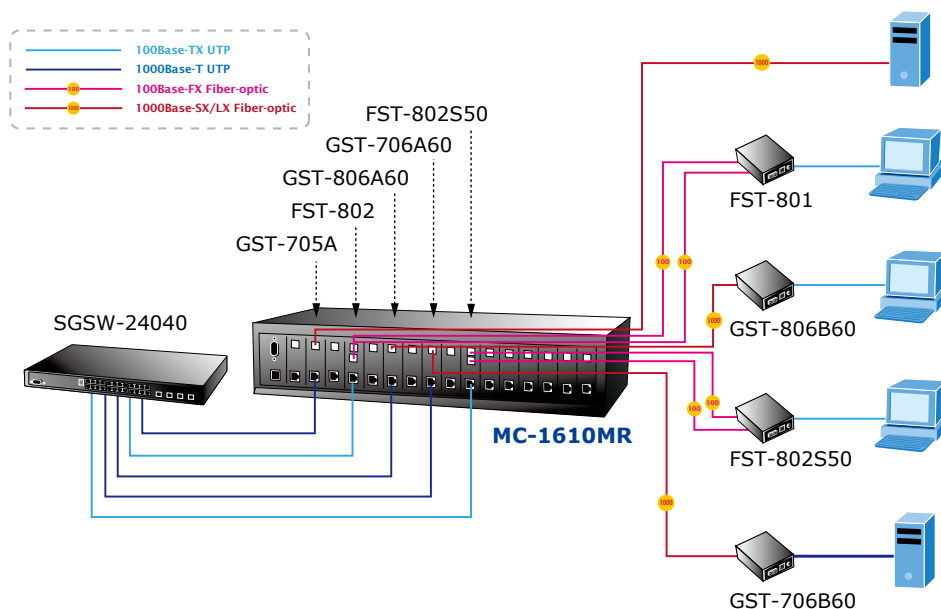 100Base-TX UTP
1000Base-T UTP
100 100Base-FX Fiber-optic
1000 1000Base-SX/LX Fiber-optic
1000
FST-802S50
GST-706A60
GST-806A60
FST-802
GST-705A
FST-801
100 100
SGSW-24040
GST-806B60
1000
MC-1610MR
100 100
FST-802S50
1000
GST-706B60